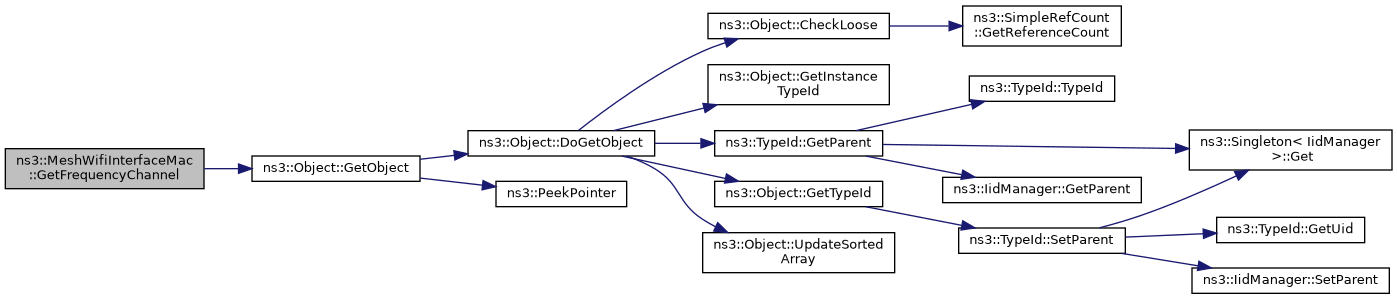 ns3::MeshWifiInterfaceMac
::GetFrequencyChannel
ns3::Object::GetObject
ns3::Object::DoGetObject
ns3::PeekPointer
ns3::Object::CheckLoose
ns3::Object::GetInstance
TypeId
ns3::TypeId::GetParent
ns3::Object::GetTypeId
ns3::Object::UpdateSorted
Array
ns3::SimpleRefCount
::GetReferenceCount
ns3::TypeId::TypeId
ns3::IidManager::GetParent
ns3::TypeId::SetParent
ns3::Singleton< IidManager
>::Get
ns3::TypeId::GetUid
ns3::IidManager::SetParent